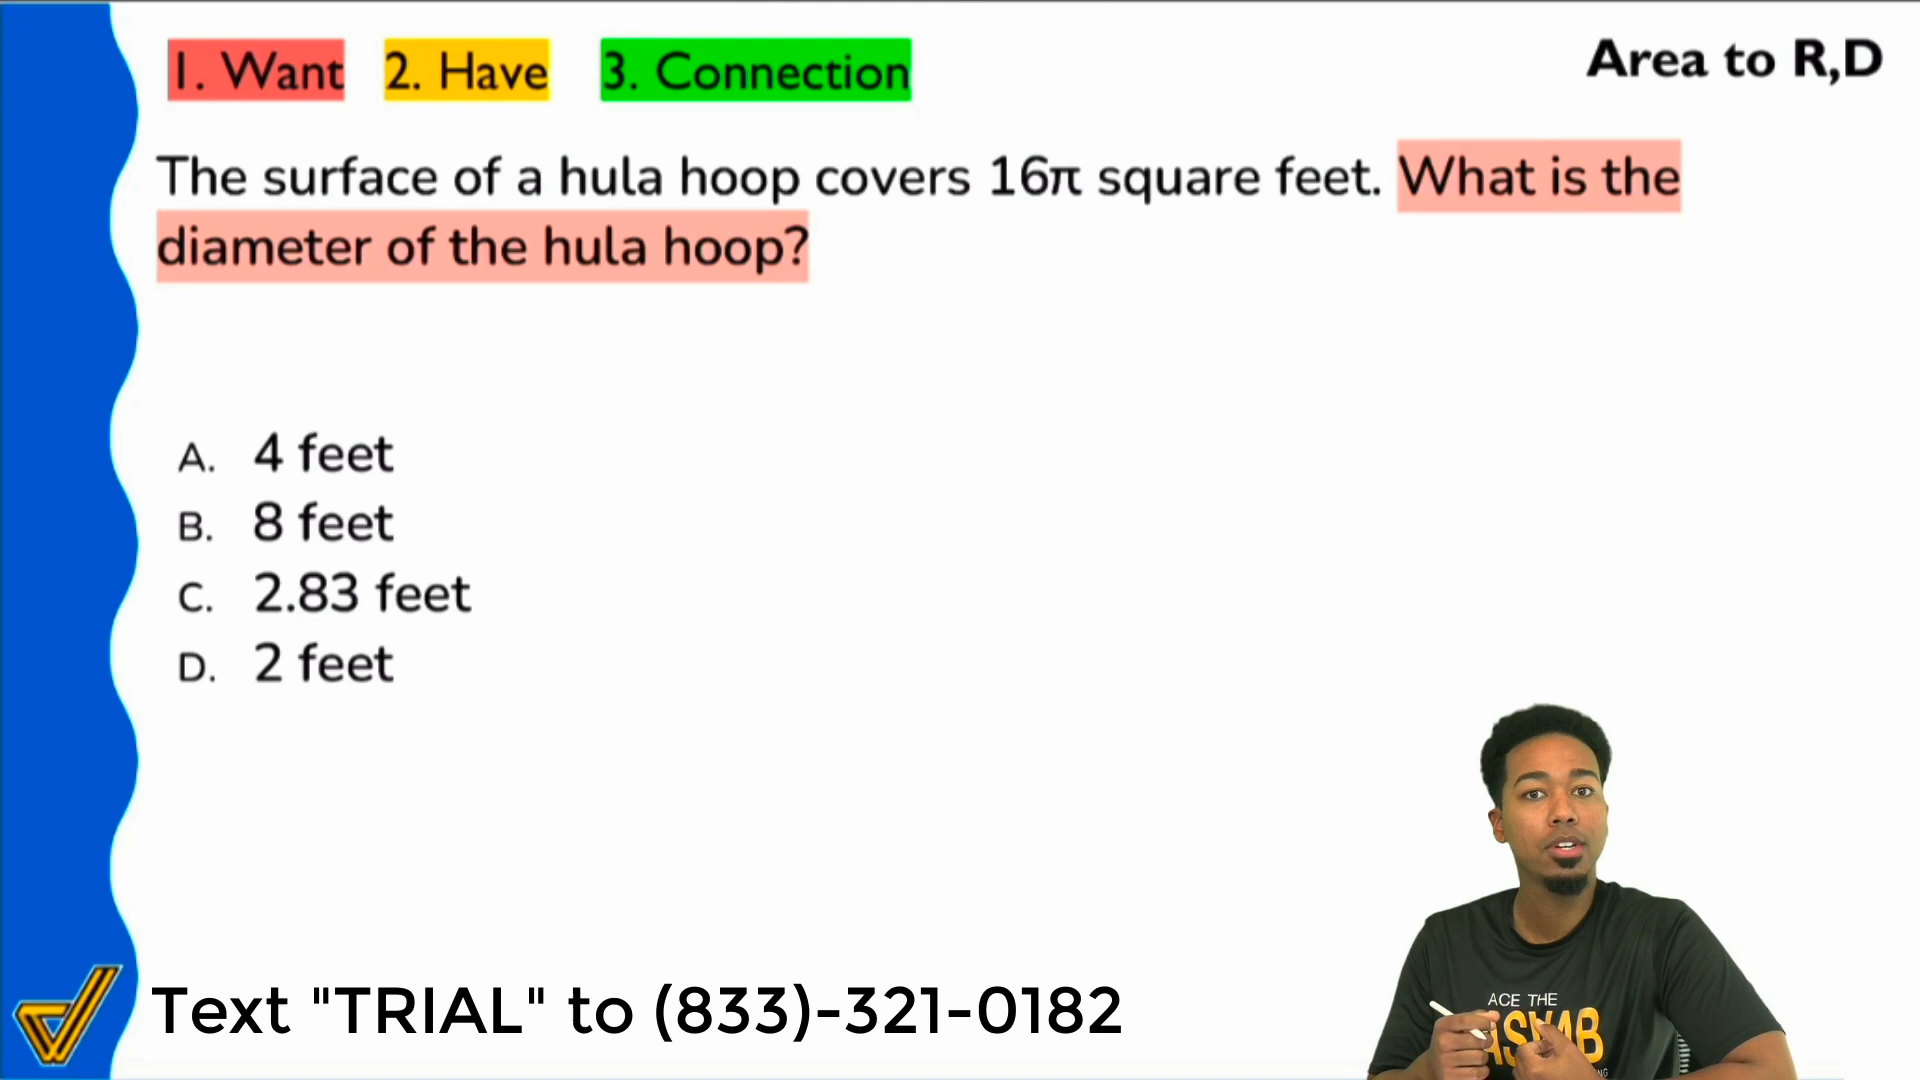 1. Want 2. Have 3. Connection
Area to R,D
The surface of a hula hoop covers 16π square feet. What is the
diameter of the hula hoop?
A. 4 feet
B. 8 feet
C. 2.83 feet
D. 2 feet
Text "TRIAL" to (833)-321-0182
ACE THE
ASVAB